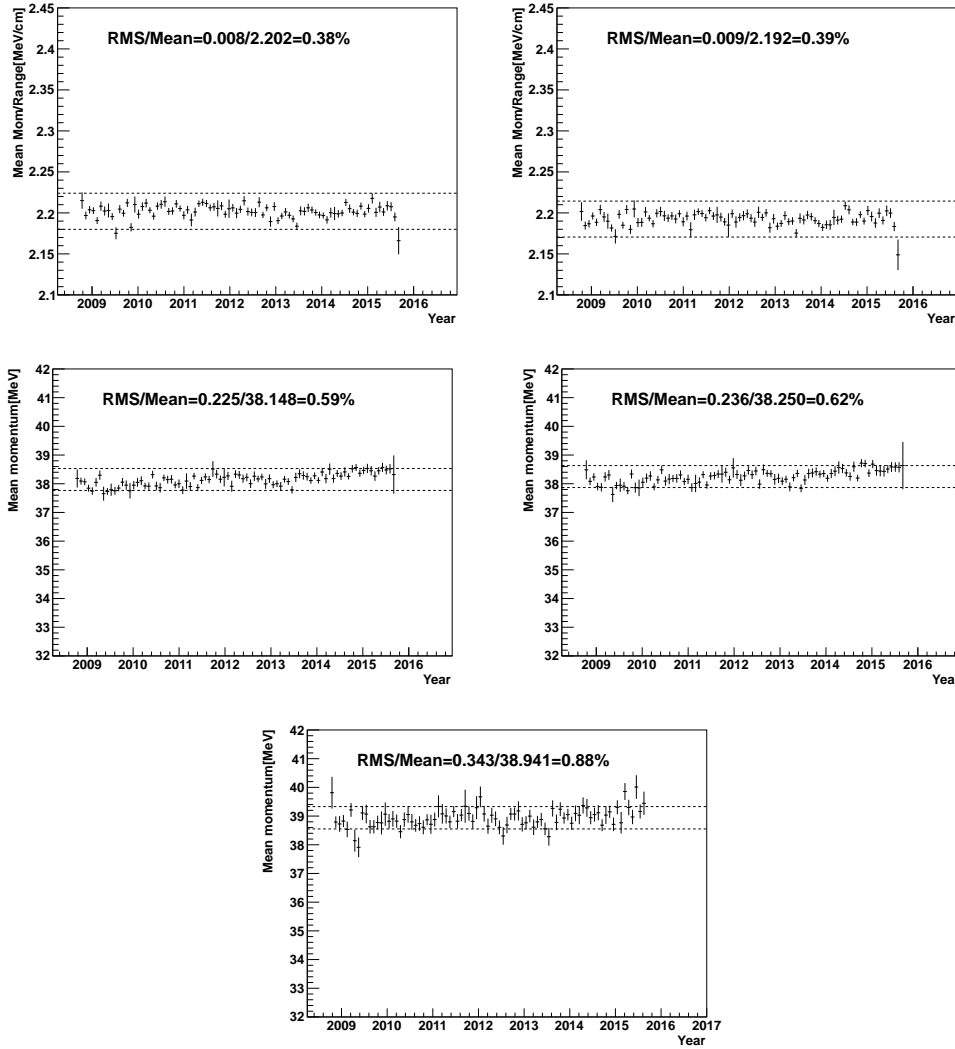 Mean Mom/Range[MeV/cm]
2.45
RMS/Mean=0.008/2.202=0.38%
2.4
2.35
2.3
2.25
2.2
2.15
2.1
2009 2010 2011 2012 2013 2014 2015 2016
Year
Mean Mom/Range[MeV/cm]
2.45
RMS/Mean=0.009/2.192=0.39%
2.4
2.35
2.3
2.25
2.2
2.15
2.1
2009 2010 2011 2012 2013 2014 2015 2016
Year
Mean momentum[MeV]
42
RMS/Mean=0.225/38.148=0.59%
41
40
39
38
37
36
35
34
33
32
2009 2010 2011 2012 2013 2014 2015 2016
Year
Mean momentum[MeV]
42
RMS/Mean=0.236/38.250=0.62%
41
40
39
38
37
36
35
34
33
32
2009 2010 2011 2012 2013 2014 2015 2016
Year
Mean momentum[MeV]
42
RMS/Mean=0.343/38.941=0.88%
41
40
39
38
37
36
35
34
33
32
2009 2010 2011 2012 2013 2014 2015 2016 2017
Year